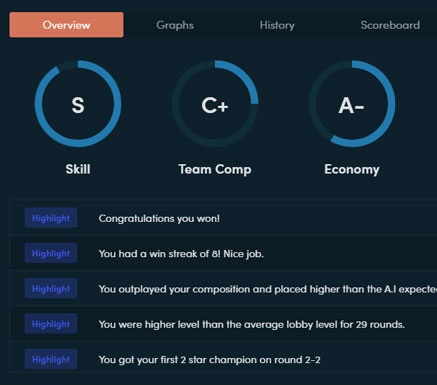 Overview Graphs History Scoreboard
S C+ A-
Skill Team Comp Economy
Highlight Congratulations you won!
Highlight You had a win streak of 8! Nice job.
Highlight You outplayed your composition and placed higher than the A.I expected
Highlight You were higher level than the average lobby level for 29 rounds.
Highlight You got your first 2 star champion on round 2-2